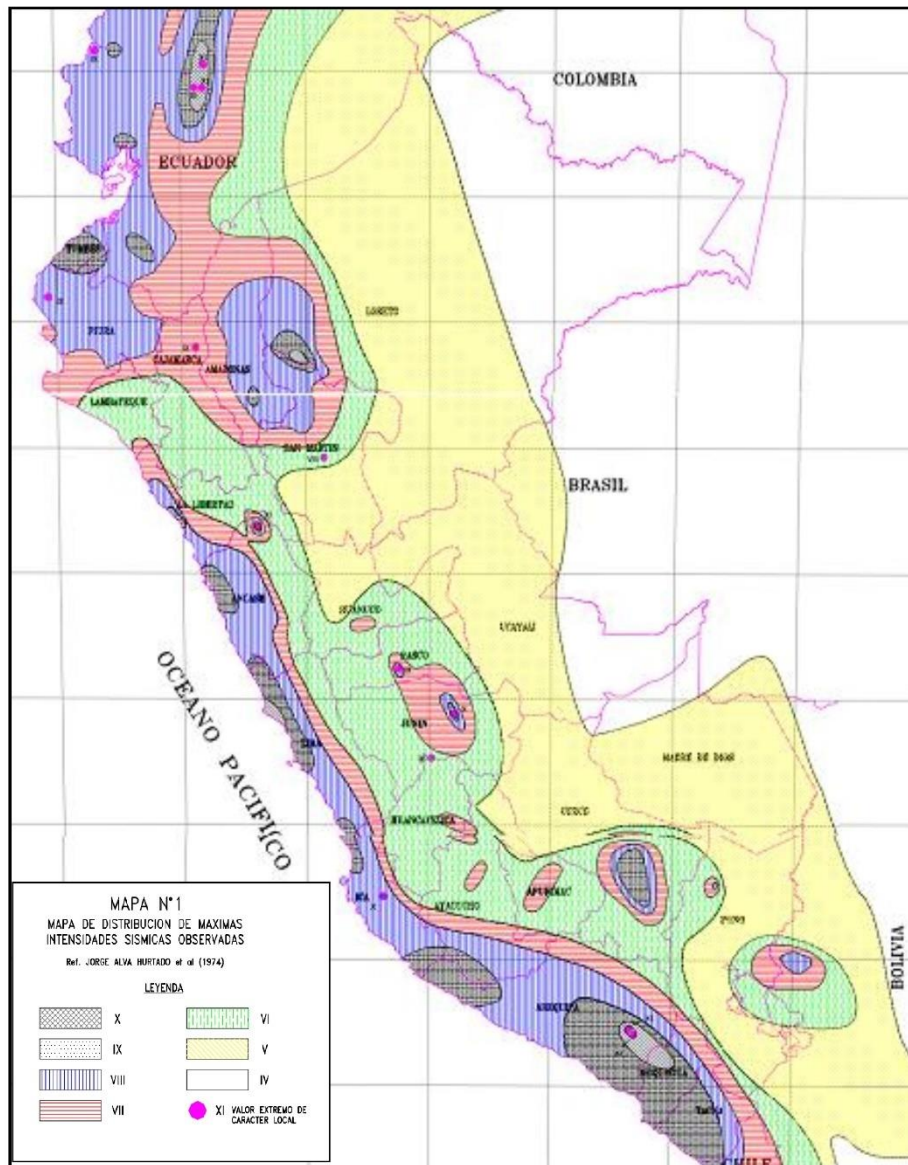 COLOMBIA
ECUADOR
TUMBES
LORETO
PIURA
CAJAMARCA
AMAZONAS
LAMBAYEQUE
SAN MARTIN
BRASIL
LA LIBERTAD
ANCASH
HUANUCO
UCAYALI
PASCO
OCEANO PACIFICO
JUNIN
LIMA
MADRE DE DIOS
CUSCO
HUANCAVELICA
ICA
AYACUCHO
APURIMAC
PUNO
BOLIVIA
AREQUIPA
MOQUEGUA
TACNA
CHILE
MAPA N°1
MAPA DE DISTRIBUCION DE MAXIMAS
INTENSIDADES SISMICAS OBSERVADAS
Ref. JORGE ALVA HURTADO et al (1974)
LEYENDA
X VI
IX V
VIII IV
VII XI VALOR EXTREMO DE
CARACTER LOCAL